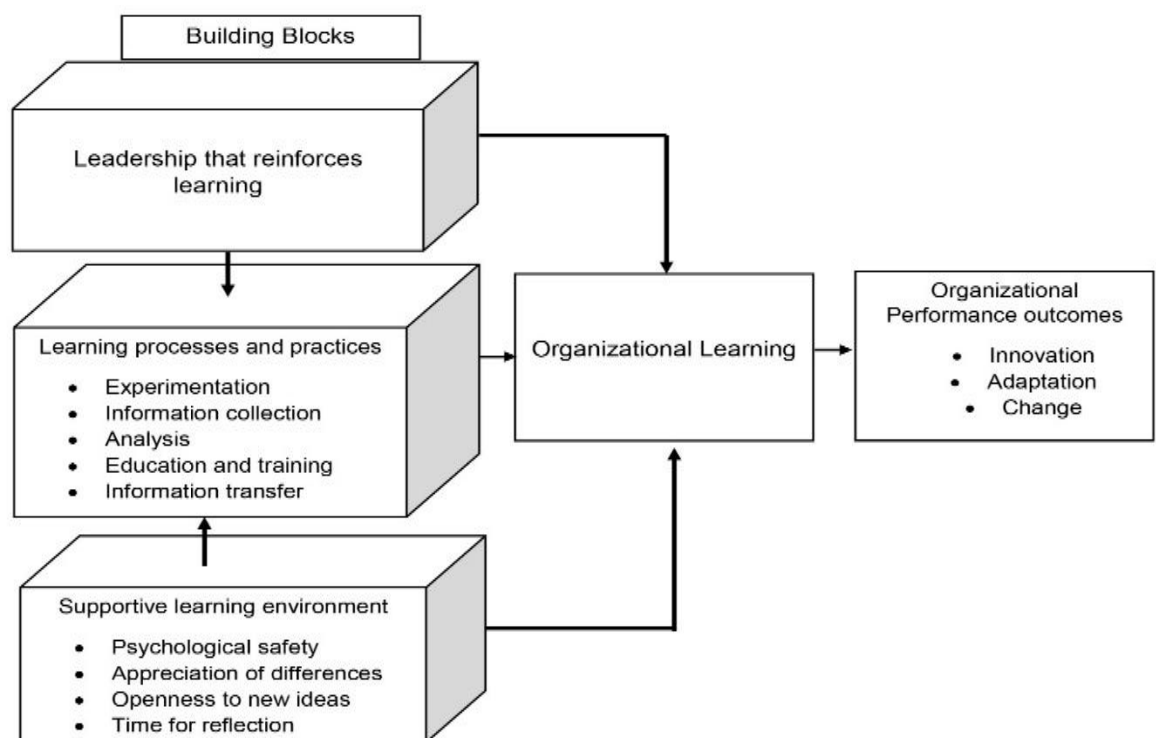 Building Blocks
Leadership that reinforces
learning
Learning processes and practices
• Experimentation
• Information collection
• Analysis
• Education and training
• Information transfer
Supportive learning environment
• Psychological safety
• Appreciation of differences
• Openness to new ideas
• Time for reflection
Organizational Learning
Organizational
Performance outcomes
• Innovation
• Adaptation
• Change